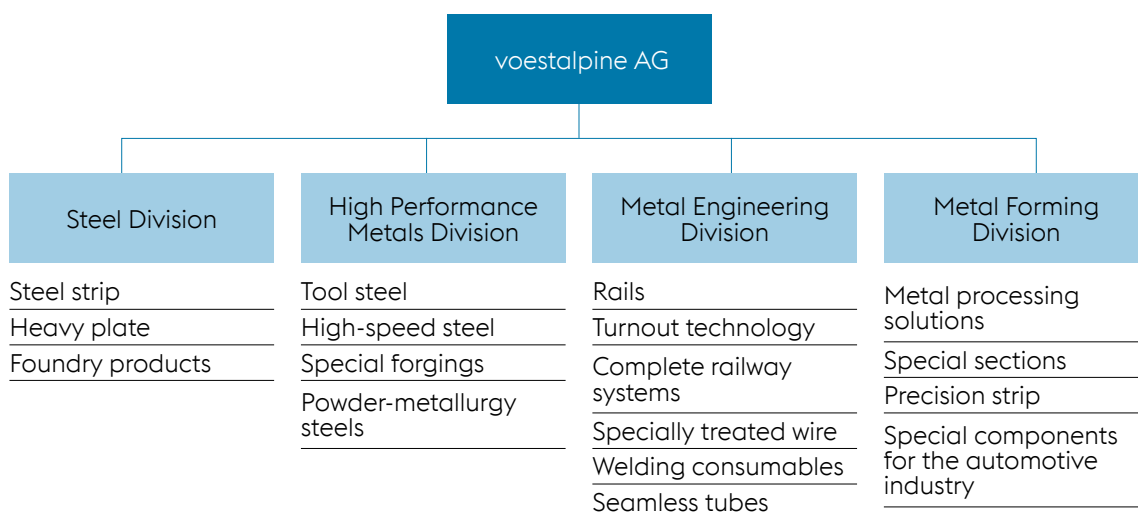 voestalpine AG
Steel Division
Steel strip
Heavy plate
Foundry products
High Performance
Metals Division
Tool steel
High-speed steel
Special forgings
Powder-metallurgy
steels
Metal Engineering
Division
Rails
Turnout technology
Complete railway
systems
Specially treated wire
Welding consumables
Seamless tubes
Metal Forming
Division
Metal processing
solutions
Special sections
Precision strip
Special components
for the automotive
industry